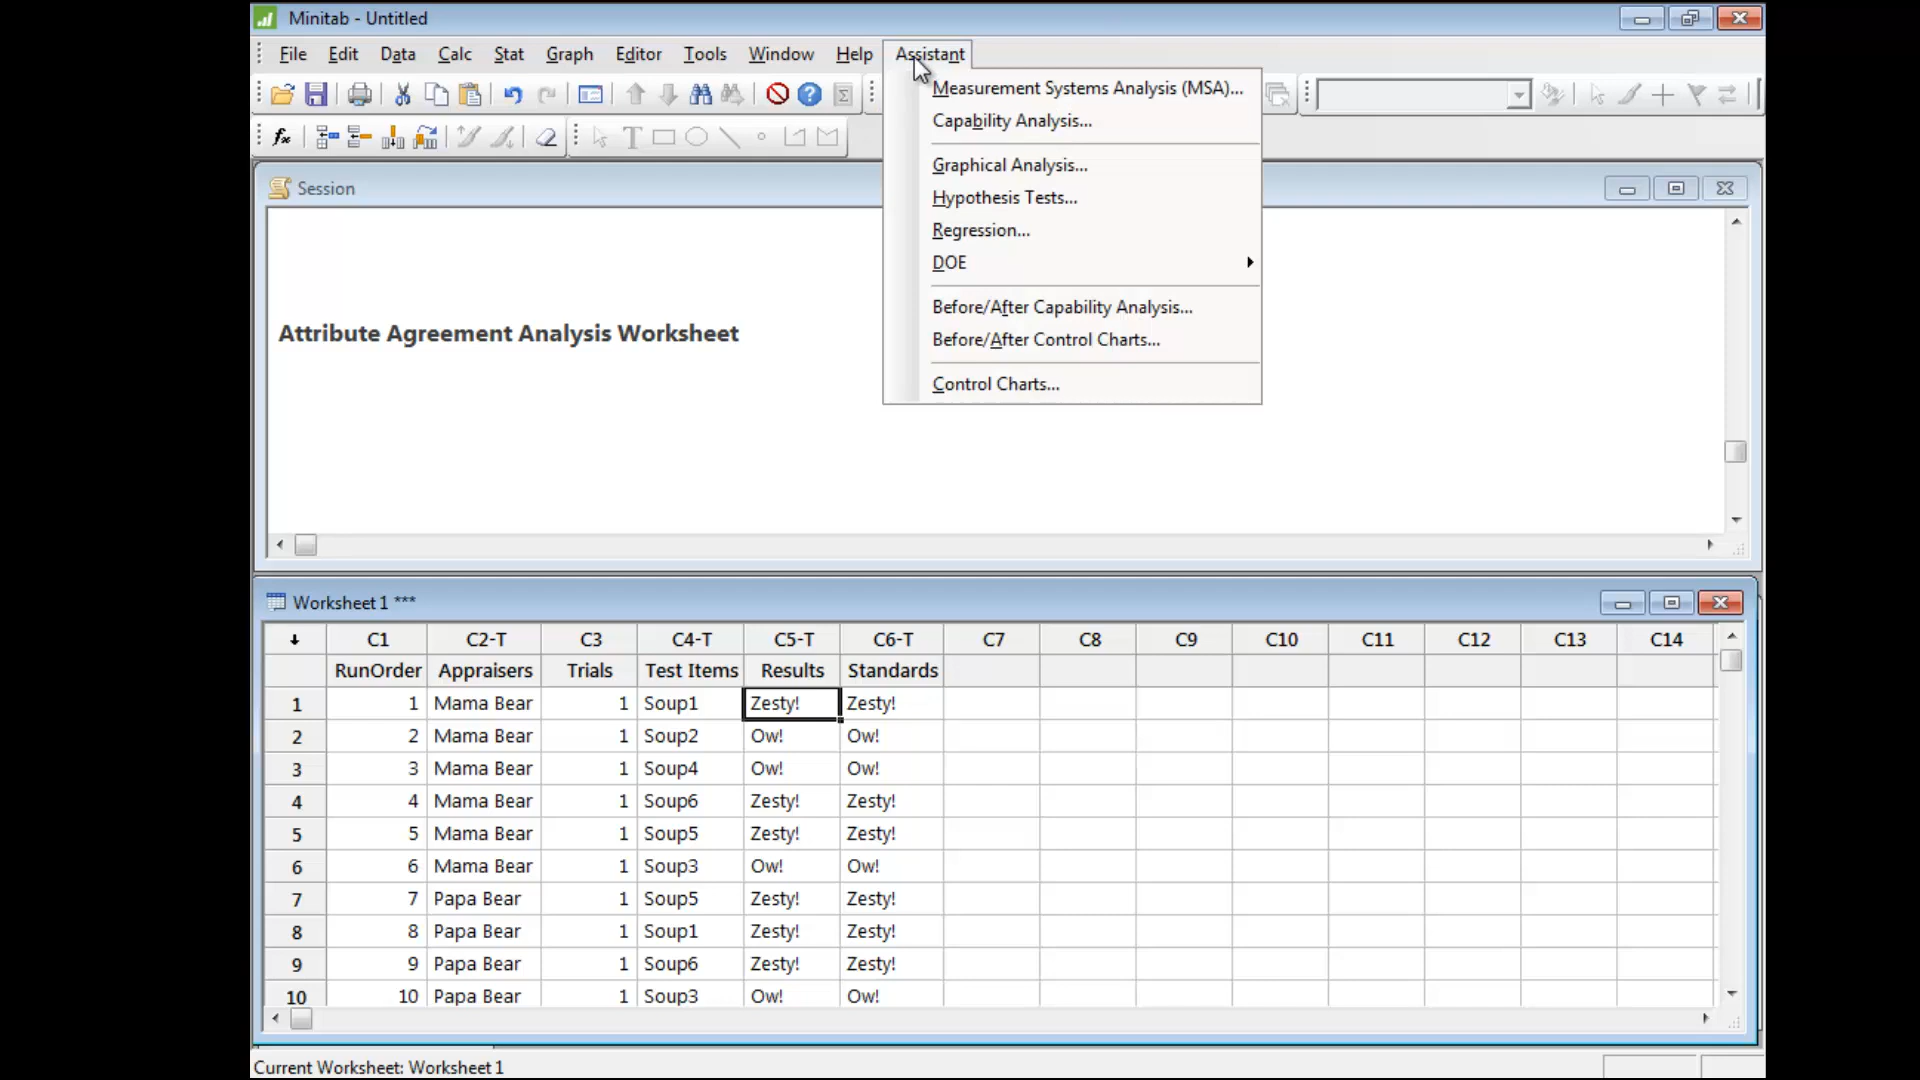 Minitab - Untitled
File Edit Data Calc Stat Graph Editor Tools Window Help Assistant
Measurement Systems Analysis (MSA)...
Capability Analysis...
Graphical Analysis...
Hypothesis Tests...
Regression...
DOE
Before/After Capability Analysis...
Before/After Control Charts...
Control Charts...
Session
Attribute Agreement Analysis Worksheet
Worksheet 1 ***
C1 C2-T C3 C4-T C5-T C6-T C7 C8 C9 C10 C11 C12 C13 C14
RunOrder Appraisers Trials Test Items Results Standards
1 1 Mama Bear 1 Soup1 Zesty! Zesty!
2 2 Mama Bear 1 Soup2 Ow! Ow!
3 3 Mama Bear 1 Soup4 Ow! Ow!
4 4 Mama Bear 1 Soup6 Zesty! Zesty!
5 5 Mama Bear 1 Soup5 Zesty! Zesty!
6 6 Mama Bear 1 Soup3 Ow! Ow!
7 7 Papa Bear 1 Soup5 Zesty! Zesty!
8 8 Papa Bear 1 Soup1 Zesty! Zesty!
9 9 Papa Bear 1 Soup6 Zesty! Zesty!
10 10 Papa Bear 1 Soup3 Ow! Ow!
Current Worksheet: Worksheet 1